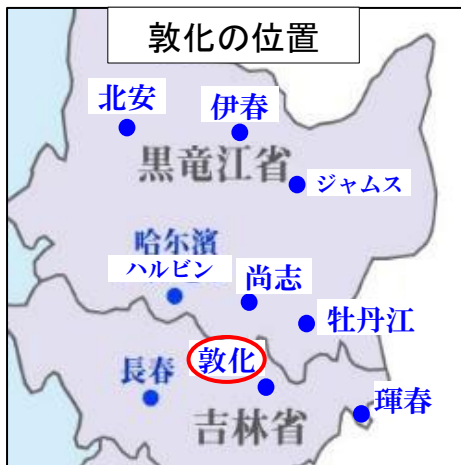 敦化の位置
北安
伊春
黒竜江省
ジャムス
哈尔濱
ハルビン
尚志
牡丹江
敦化
長春
吉林省
琿春